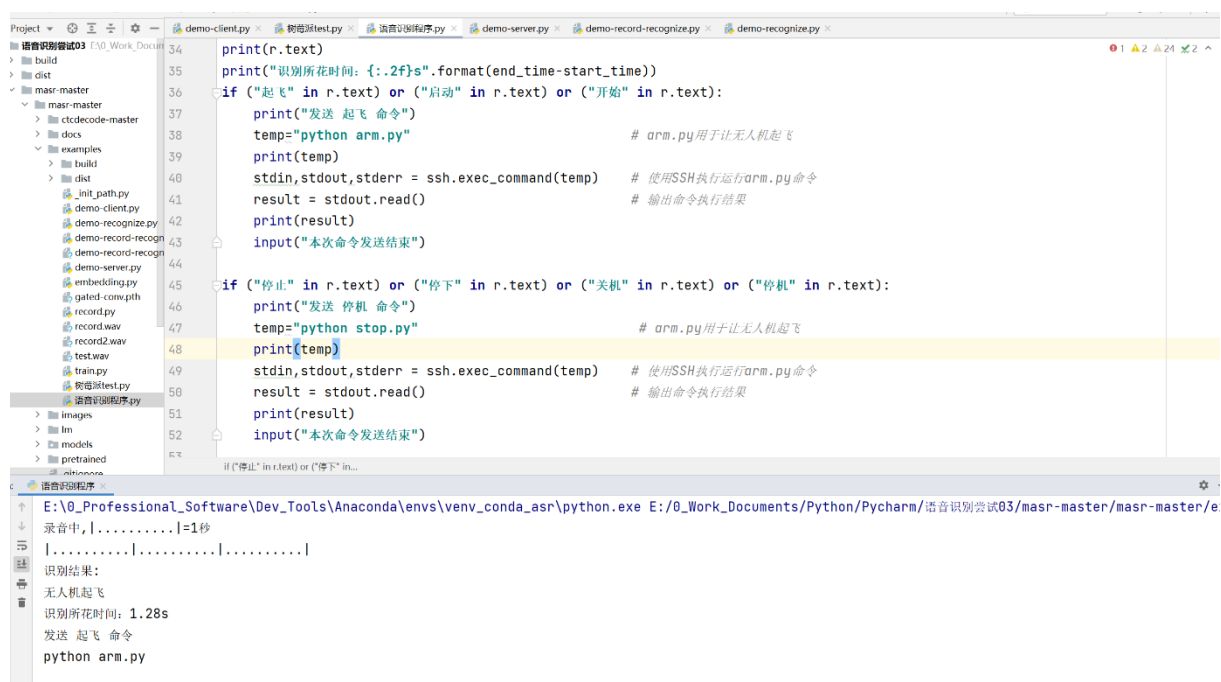 Project
demo-client.py
树莓派test.py
语音识别程序.py
demo-server.py
demo-record-recognize.py
demo-recognize.py
语音识别尝试03 E:\0_Work_Docum
build
dist
masr-master
masr-master
ctcdecode-master
docs
examples
build
dist
_init_path.py
demo-client.py
demo-recognize.py
demo-record-recogn
demo-record-recogn
demo-server.py
embedding.py
gated-conv.pth
record.py
record.wav
record2.wav
test.wav
train.py
树莓派test.py
语音识别程序.py
images
lm
models
pretrained
.gitignore
1 2 24 2
34 print(r.text)
35 print("识别所花时间：{:.2f}s".format(end_time-start_time))
36 if ("起飞" in r.text) or ("启动" in r.text) or ("开始" in r.text):
37 print("发送 起飞 命令")
38 temp="python arm.py" # arm.py用于让无人机起飞
39 print(temp)
40 stdin,stdout,stderr = ssh.exec_command(temp) # 使用SSH执行运行arm.py命令
41 result = stdout.read() # 输出命令执行结果
42 print(result)
43 input("本次命令发送结束")
44
45 if ("停止" in r.text) or ("停下" in r.text) or ("关机" in r.text) or ("停机" in r.text):
46 print("发送 停机 命令")
47 temp="python stop.py" # arm.py用于让无人机起飞
48 print(temp)
49 stdin,stdout,stderr = ssh.exec_command(temp) # 使用SSH执行运行arm.py命令
50 result = stdout.read() # 输出命令执行结果
51 print(result)
52 input("本次命令发送结束")
53
if ("停止" in r.text) or ("停下" in...
语音识别程序
E:\0_Professional_Software\Dev_Tools\Anaconda\envs\venv_conda_asr\python.exe E:/0_Work_Documents/Python/Pycharm/语音识别尝试03/masr-master/masr-master/e
录音中,|..........|=1秒
|..........|..........|..........|
识别结果:
无人机起飞
识别所花时间：1.28s
发送 起飞 命令
python arm.py